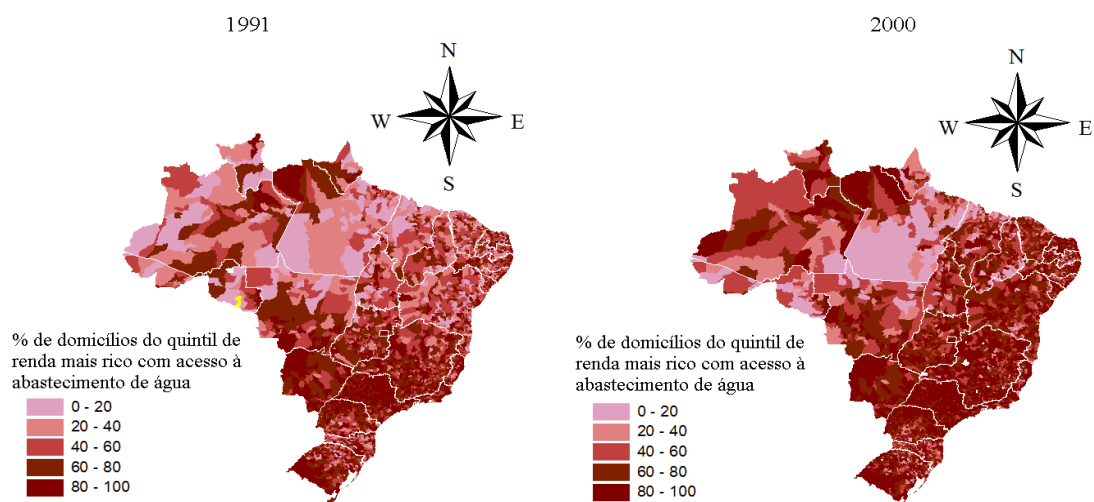 1991
N
W
E
S
% de domicílios do quintil de
renda mais rico com acesso à
abastecimento de água
0 - 20
20 - 40
40 - 60
60 - 80
80 - 100
2000
N
W
E
S
% de domicílios do quintil de
renda mais rico com acesso à
abastecimento de água
0 - 20
20 - 40
40 - 60
60 - 80
80 - 100